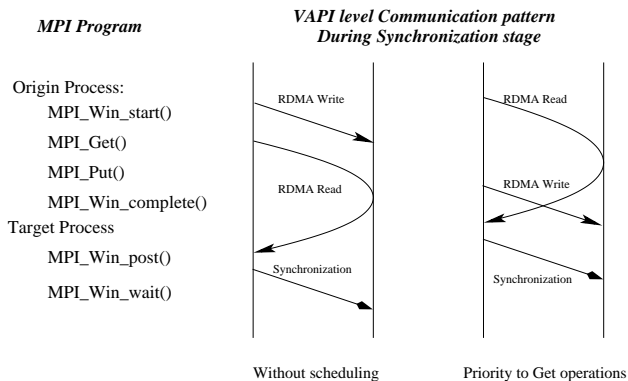 MPI Program
VAPI level Communication pattern
During Synchronization stage
Origin Process:
MPI_Win_start()
MPI_Get()
MPI_Put()
MPI_Win_complete()
Target Process
MPI_Win_post()
MPI_Win_wait()
RDMA Write
RDMA Read
Synchronization
Without scheduling
RDMA Read
RDMA Write
Synchronization
Priority to Get operations